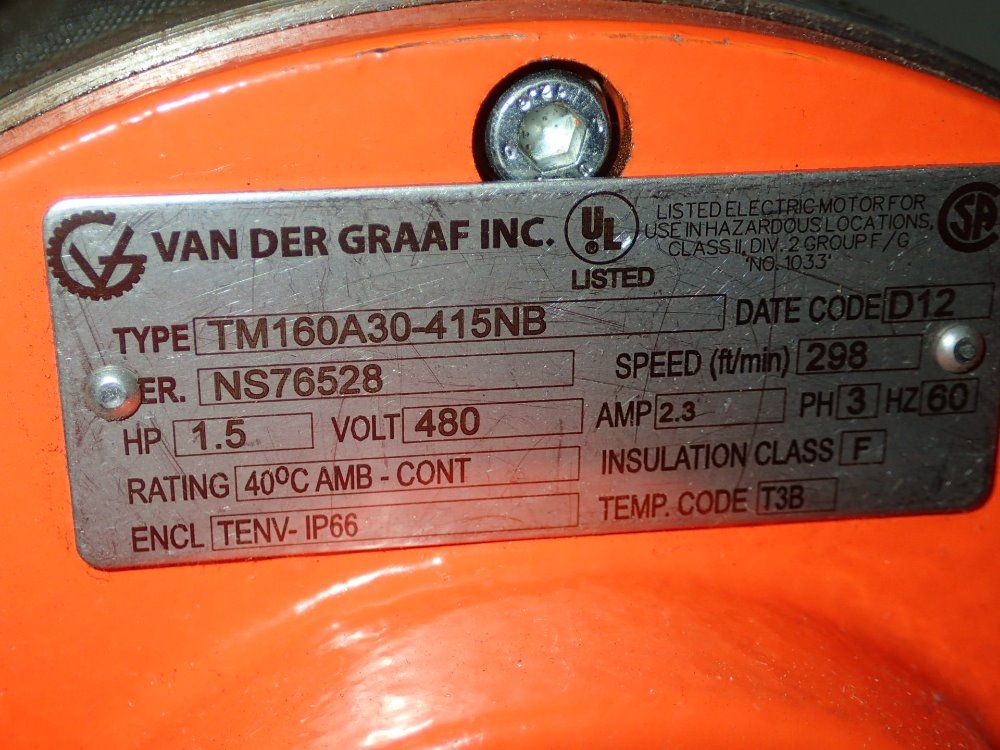 VAN DER GRAAF INC.
UL
®
LISTED
LISTED ELECTRIC MOTOR FOR
USE IN HAZARDOUS LOCATIONS,
CLASS II, DIV. 2 GROUP F/G
'NO. 1033'
SA
TYPE TM160A30-415NB DATE CODE D12
ER. NS76528 SPEED (ft/min) 298
HP 1.5 VOLT 480 AMP 2.3 PH 3 HZ 60
RATING 40ºC AMB - CONT INSULATION CLASS F
ENCL TENV- IP66 TEMP. CODE T3B